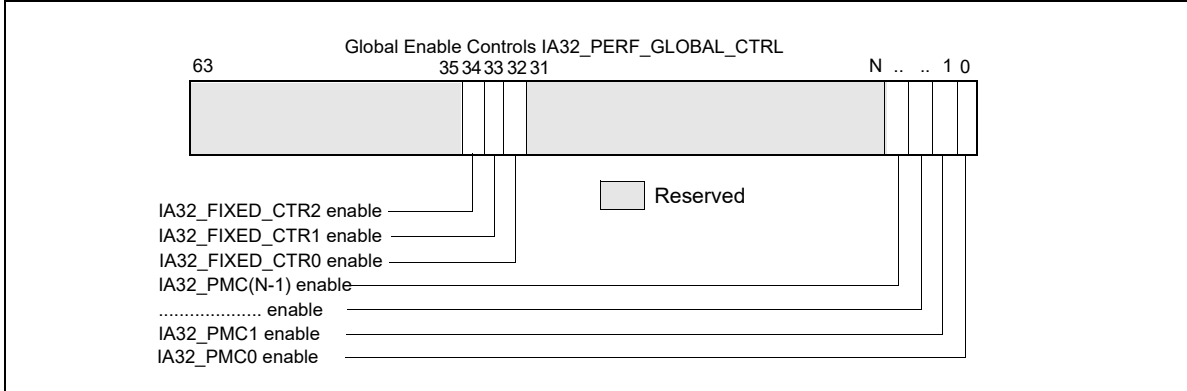 Global Enable Controls IA32_PERF_GLOBAL_CTRL
63 35 34 33 32 31 N .. .. 1 0
Reserved
IA32_FIXED_CTR2 enable
IA32_FIXED_CTR1 enable
IA32_FIXED_CTR0 enable
IA32_PMC(N-1) enable
.................... enable
IA32_PMC1 enable
IA32_PMC0 enable